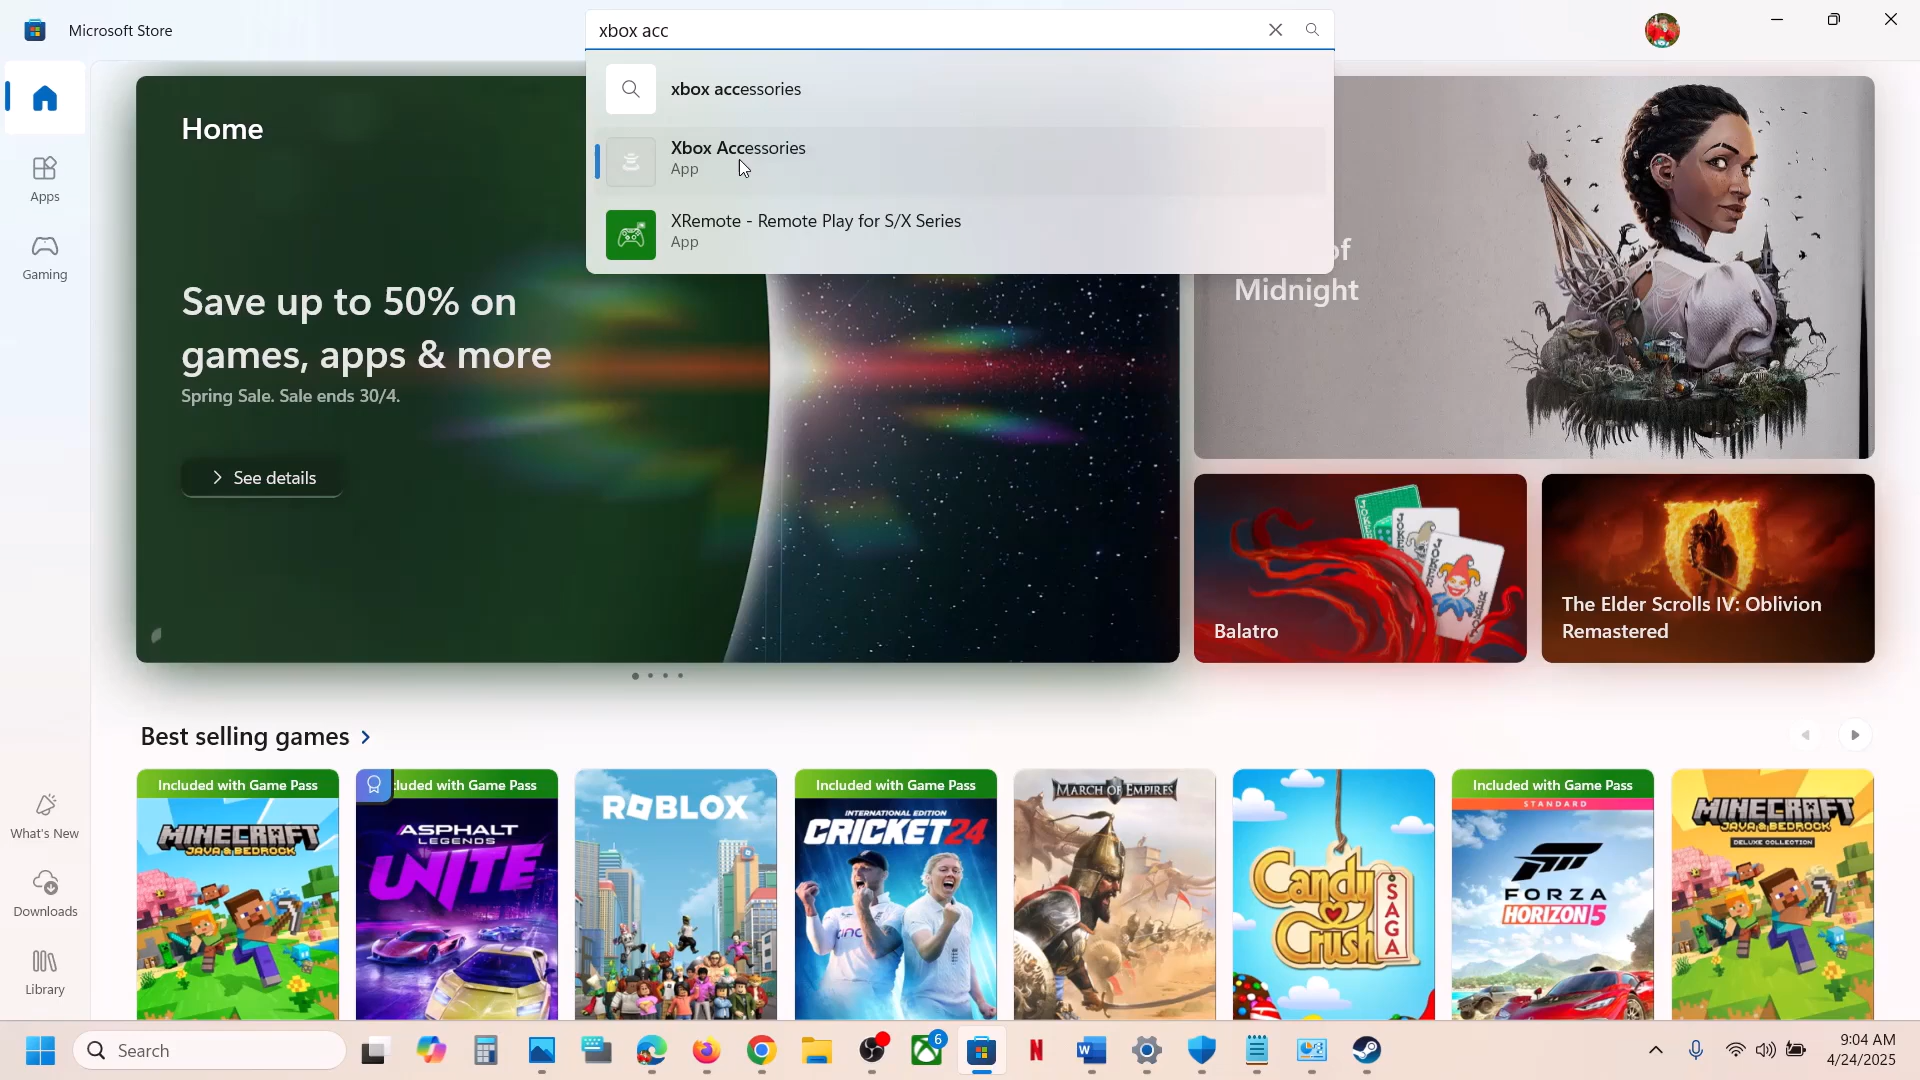 Microsoft Store
xbox acc
xbox accessories
Xbox Accessories
App
XRemote - Remote Play for S/X Series
App
Home
Apps
Gaming
Save up to 50% on
games, apps & more
Spring Sale. Sale ends 30/4.
See details
of
Midnight
Balatro
The Elder Scrolls IV: Oblivion
Remastered
Best selling games
Included with Game Pass
MINECRAFT
JAVA & BEDROCK
cluded with Game Pass
ASPHALT
LEGENDS
UNITE
ROBLOX
Included with Game Pass
INTERNATIONAL EDITION
CRICKET24
MARCH OF EMPIRES
Candy
Crush
SAGA
Included with Game Pass
STANDARD
FORZA
HORIZON 5
MINECRAFT
JAVA & BEDROCK
DELUXE COLLECTION
What's New
Downloads
Library
Search
6
9:04 AM
4/24/2025